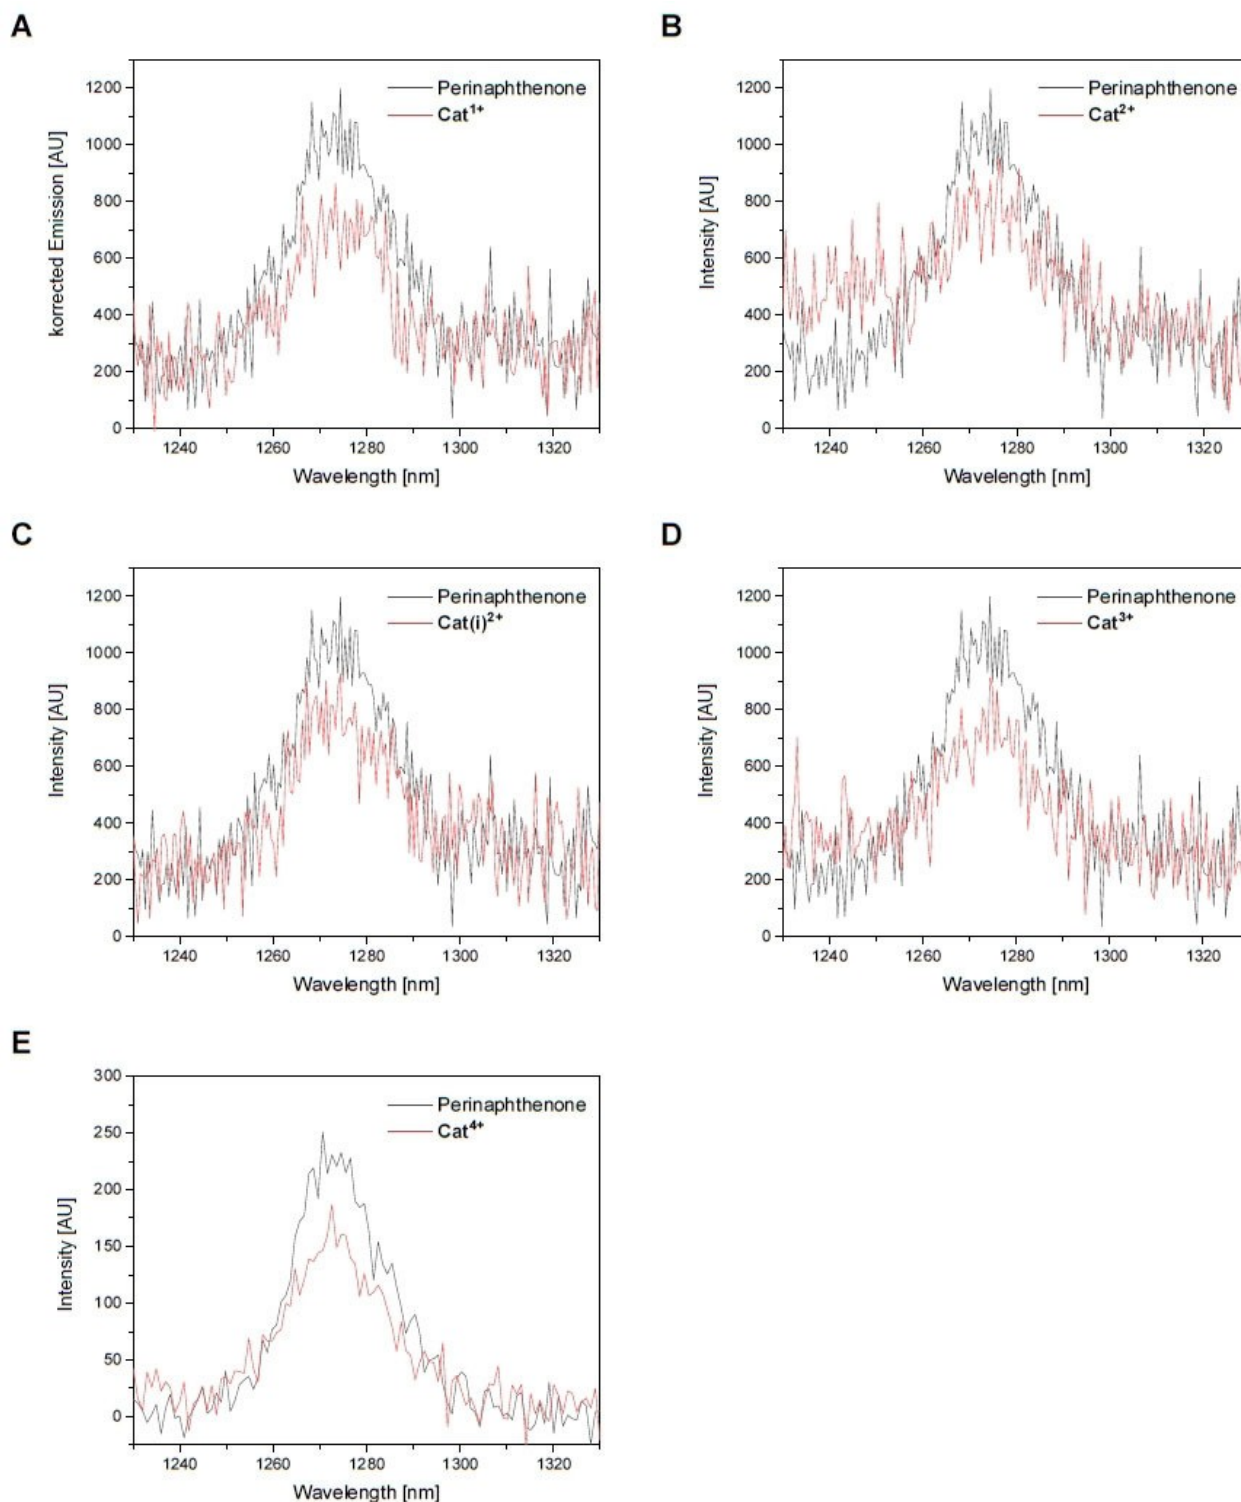 A
Perinaphthenone
Cat1+
korrected Emission [AU]
1200
1000
800
600
400
200
0
1240 1260 1280 1300 1320
Wavelength [nm]
B
Perinaphthenone
Cat2+
Intensity [AU]
1200
1000
800
600
400
200
0
1240 1260 1280 1300 1320
Wavelength [nm]
C
Perinaphthenone
Cat(i)2+
Intensity [AU]
1200
1000
800
600
400
200
0
1240 1260 1280 1300 1320
Wavelength [nm]
D
Perinaphthenone
Cat3+
Intensity [AU]
1200
1000
800
600
400
200
0
1240 1260 1280 1300 1320
Wavelength [nm]
E
Perinaphthenone
Cat4+
Intensity [AU]
300
250
200
150
100
50
0
1240 1260 1280 1300 1320
Wavelength [nm]